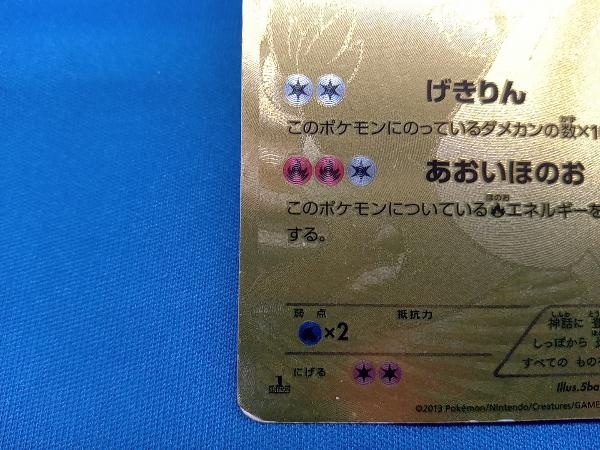 げきりん
このポケモンにのっているダメカンの数×1
あおいほのお
このポケモンについている エネルギーを
する。
弱点 抵抗力
×2
神話に
しっぽから
すべての もの
にげる
1 EDITION
Illus.5ba
©2013 Pokémon/Nintendo/Creatures/GAME